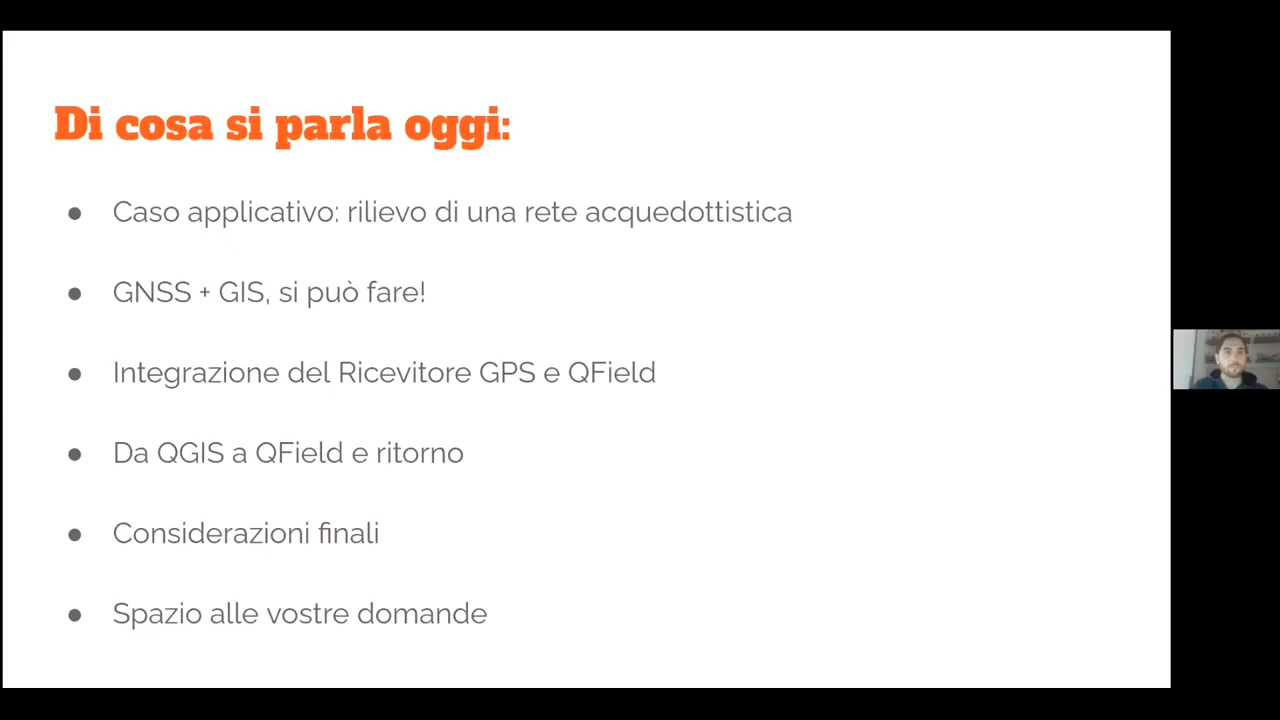 Di cosa si parla oggi:
● Caso applicativo: rilievo di una rete acquedottistica
● GNSS + GIS, si può fare!
● Integrazione del Ricevitore GPS e QField
● Da QGIS a QField e ritorno
● Considerazioni finali
● Spazio alle vostre domande